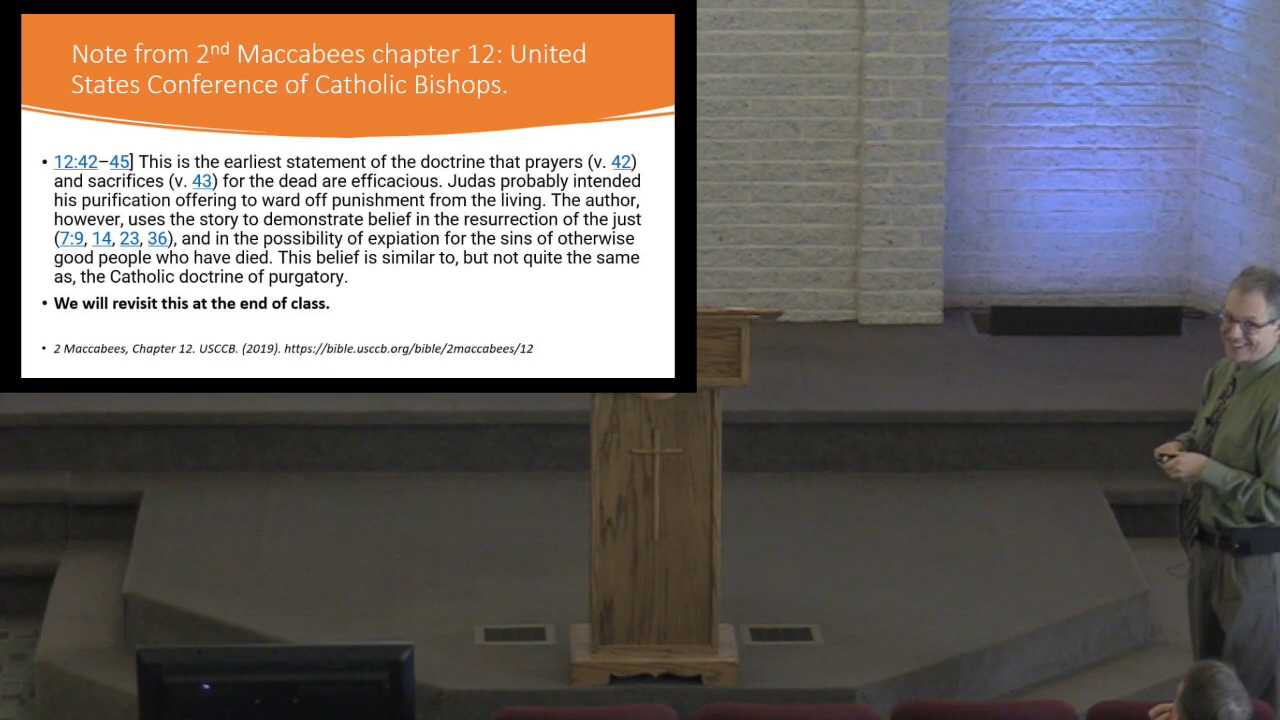 Note from 2nd Maccabees chapter 12: United
States Conference of Catholic Bishops.
• 12:42–45] This is the earliest statement of the doctrine that prayers (v. 42)
and sacrifices (v. 43) for the dead are efficacious. Judas probably intended
his purification offering to ward off punishment from the living. The author,
however, uses the story to demonstrate belief in the resurrection of the just
(7:9, 14, 23, 36), and in the possibility of expiation for the sins of otherwise
good people who have died. This belief is similar to, but not quite the same
as, the Catholic doctrine of purgatory.
• We will revisit this at the end of class.
• 2 Maccabees, Chapter 12. USCCB. (2019). https://bible.usccb.org/bible/2maccabees/12